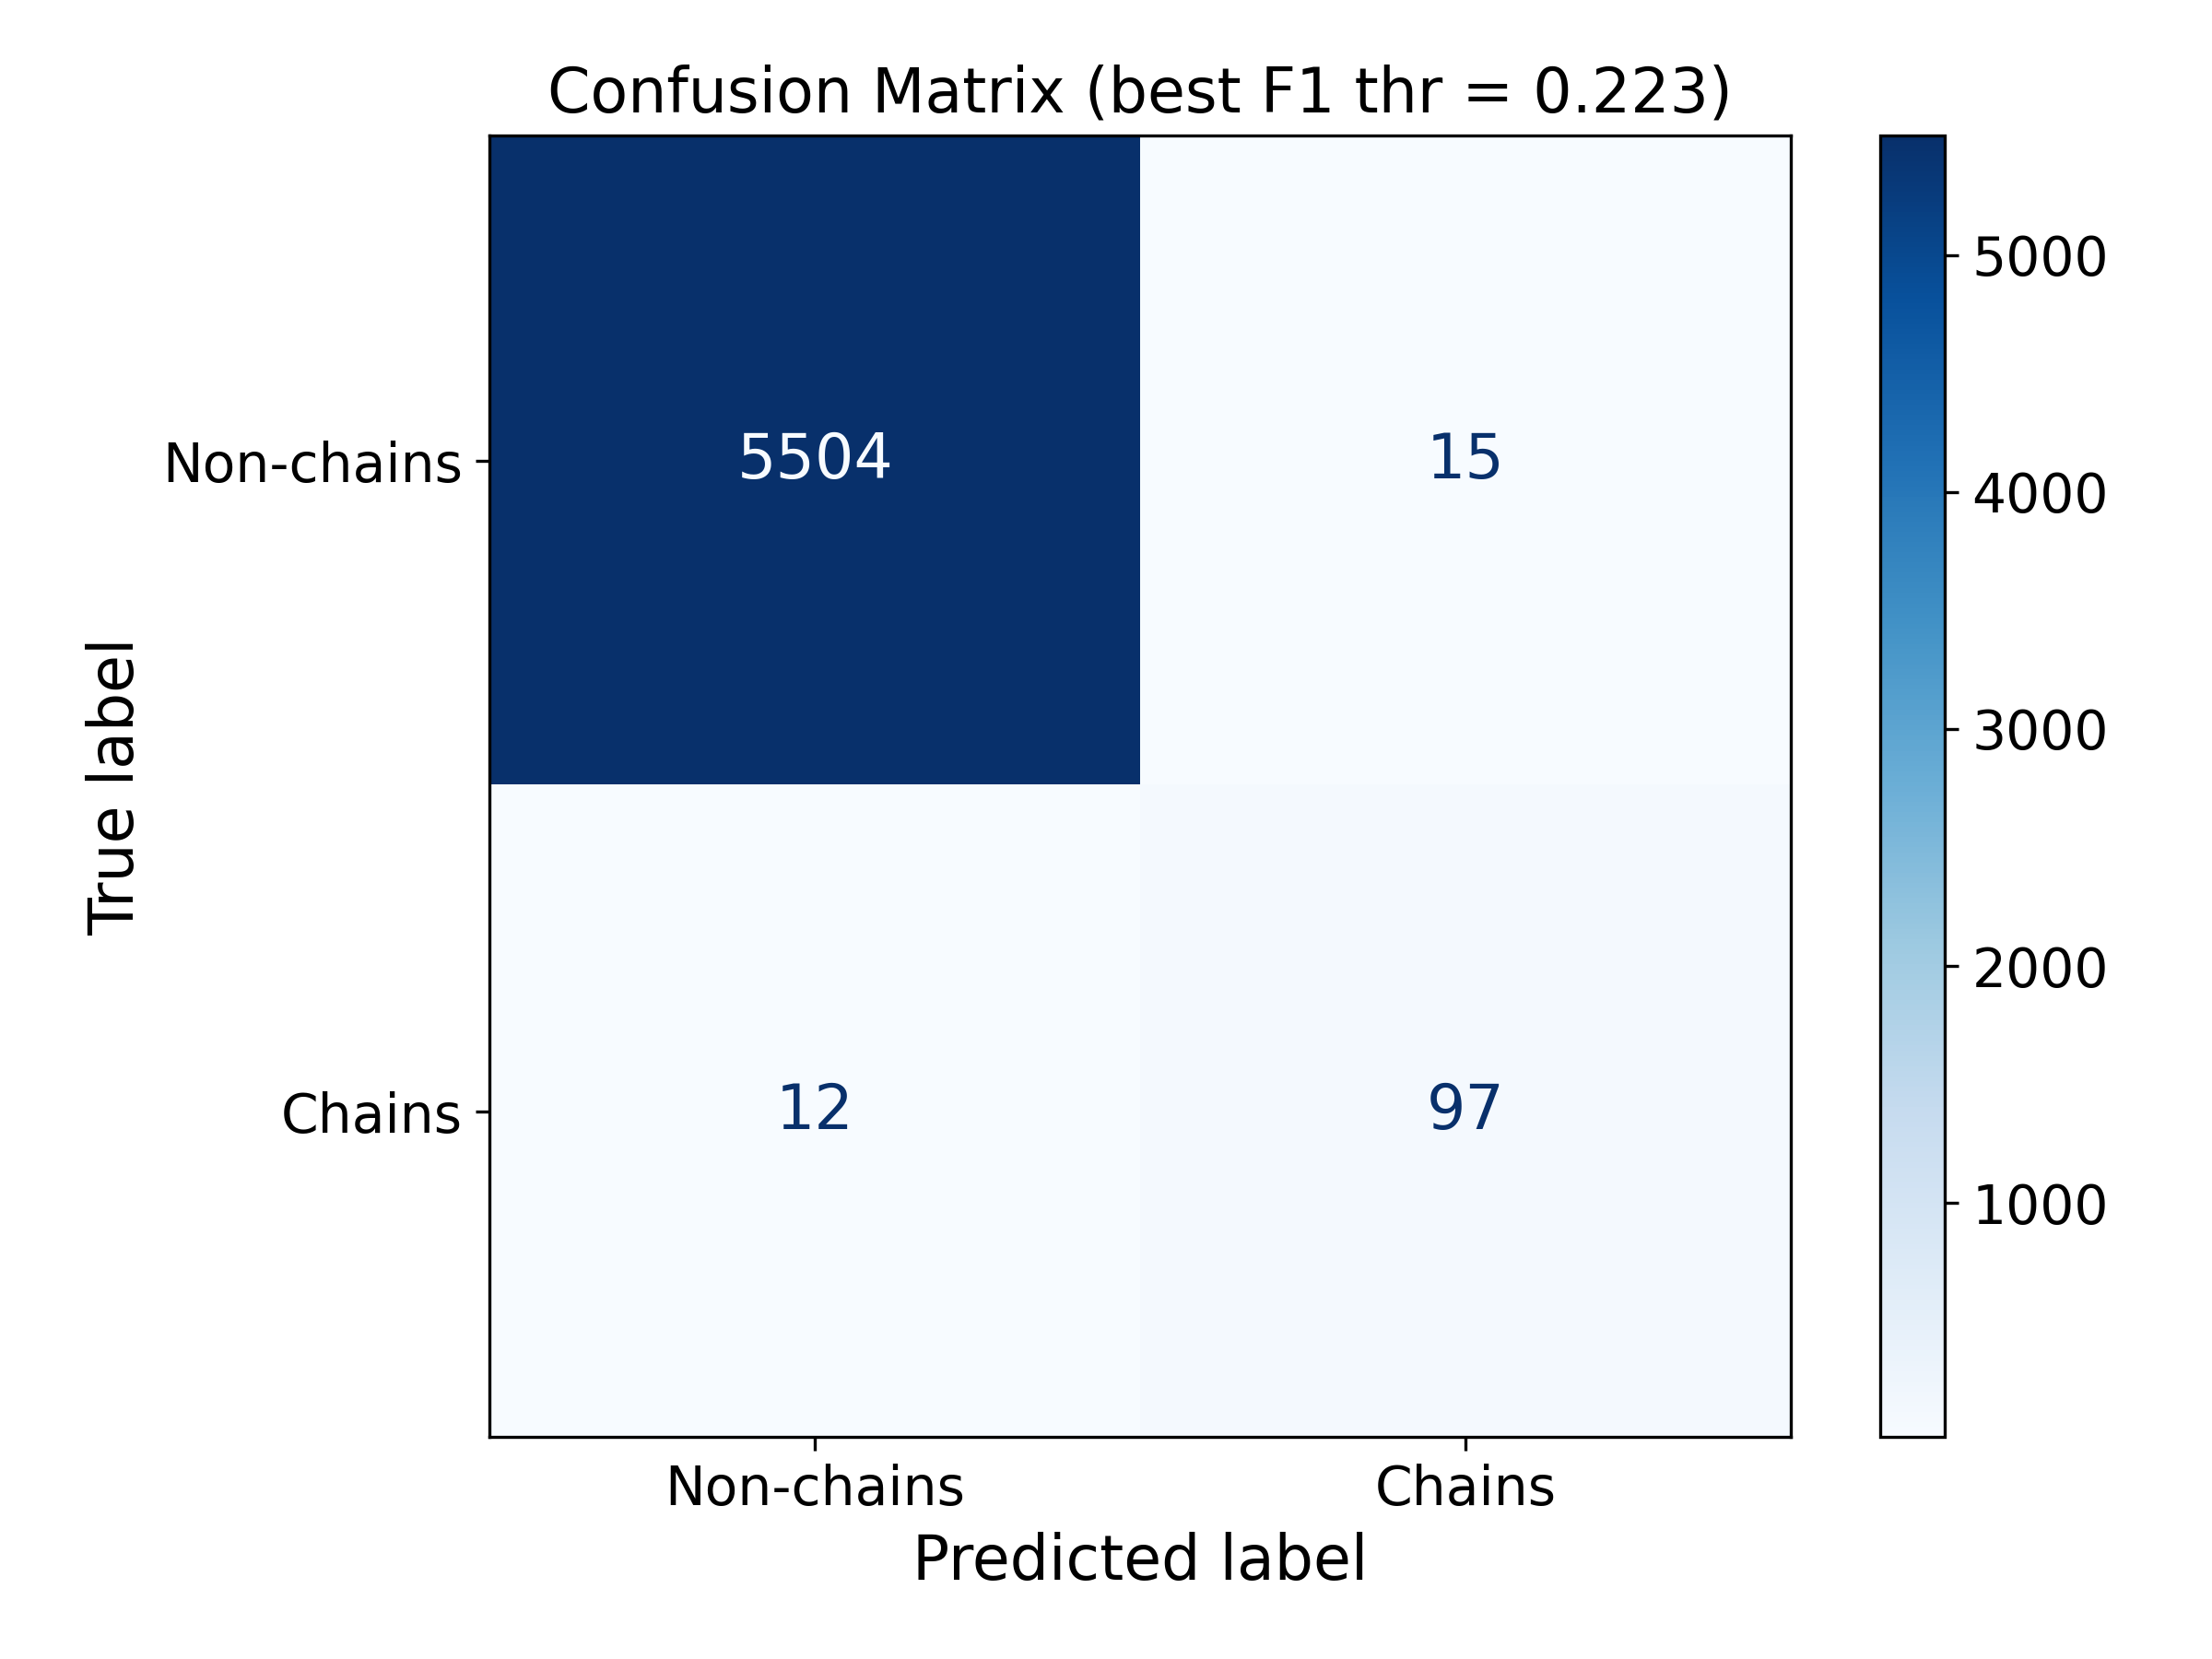 Confusion Matrix (best F1 thr = 0.223)
True label
Non-chains
5504
15
Chains
12
97
Non-chains
Chains
Predicted label
5000
4000
3000
2000
1000